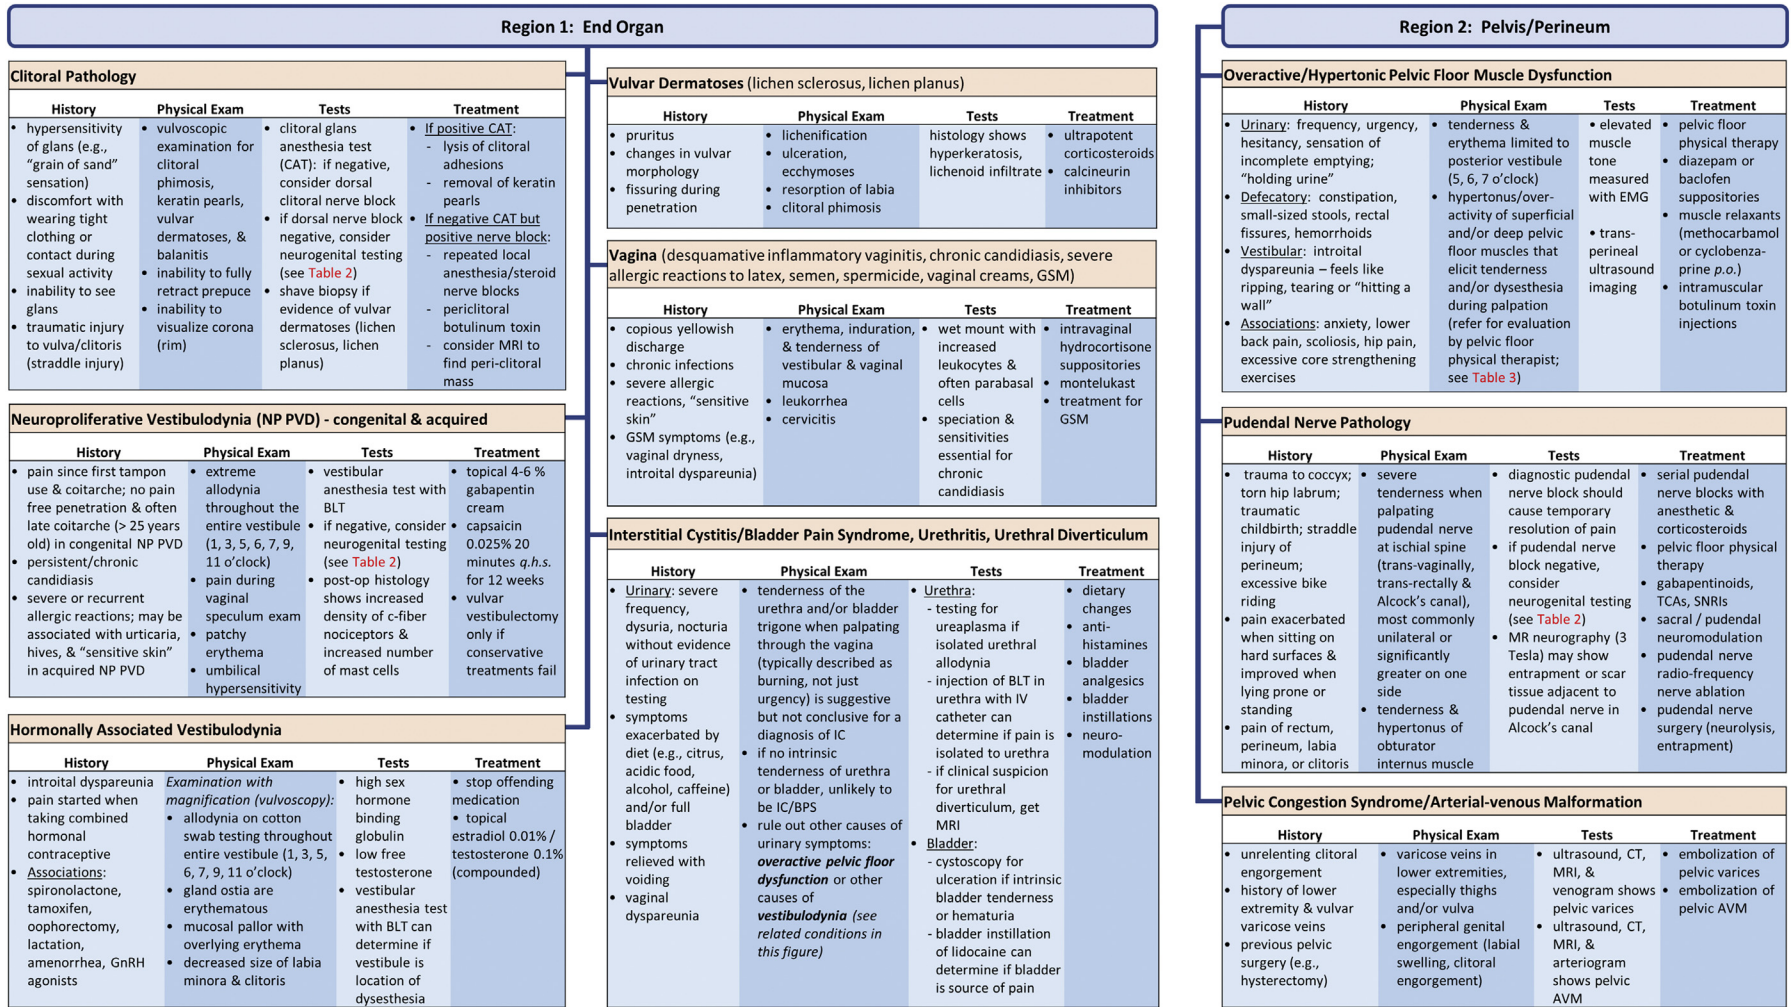 Region 1: End Organ
Clitoral Pathology
History
• hypersensitivity
of glans (e.g.,
“grain of sand”
sensation)
• discomfort with
wearing tight
clothing or
contact during
sexual activity
• inability to see
glans
• traumatic injury
to vulva/clitoris
(straddle injury)
Physical Exam
• vulvoscopic
examination for
clitoral
phimosis,
keratin pearls,
vulvar
dermatoses, &
balanitis
• inability to fully
retract prepuce
• inability to
visualize corona
(rim)
Tests
• clitoral glans
anesthesia test
(CAT): if negative,
consider dorsal
clitoral nerve block
• if dorsal nerve block
negative, consider
neurogenital testing
(see Table 2)
• shave biopsy if
evidence of vulvar
dermatoses (lichen
sclerosus, lichen
planus)
Treatment
• If positive CAT:
- lysis of clitoral
adhesions
- removal of keratin
pearls
• If negative CAT but
positive nerve block:
- repeated local
anesthesia/steroid
nerve blocks
- periclitoral
botulinum toxin
- consider MRI to
find peri-clitoral
mass
Neuroproliferative Vestibulodynia (NP PVD) - congenital & acquired
History
• pain since first tampon
use & coitarche; no pain
free penetration & often
late coitarche (> 25 years
old) in congenital NP PVD
• persistent/chronic
candidiasis
• severe or recurrent
allergic reactions; may be
associated with urticaria,
hives, & “sensitive skin”
in acquired NP PVD
Physical Exam
• extreme
allodynia
throughout the
entire vestibule
(1, 3, 5, 6, 7, 9,
11 o’clock)
• pain during
vaginal
speculum exam
• patchy
erythema
• umbilical
hypersensitivity
Tests
• vestibular
anesthesia test with
BLT
• if negative, consider
neurogenital testing
(see Table 2)
• post-op histology
shows increased
density of c-fiber
nociceptors &
increased number
of mast cells
Treatment
• topical 4-6 %
gabapentin
cream
• capsaicin
0.025% 20
minutes q.h.s.
for 12 weeks
• vulvar
vestibulectomy
only if
conservative
treatments fail
Hormonally Associated Vestibulodynia
History
• introital dyspareunia
• pain started when
taking combined
hormonal
contraceptive
• Associations:
spironolactone,
tamoxifen,
oophorectomy,
lactation,
amenorrhea, GnRH
agonists
Physical Exam
Examination with
magnification (vulvoscopy):
• allodynia on cotton
swab testing throughout
entire vestibule (1, 3, 5,
6, 7, 9, 11 o’clock)
• gland ostia are
erythematous
• mucosal pallor with
overlying erythema
• decreased size of labia
minora & clitoris
Tests
• high sex
hormone
binding
globulin
• low free
testosterone
• vestibular
anesthesia test
with BLT can
determine if
vestibule is
location of
dysesthesia
Treatment
• stop offending
medication
• topical
estradiol 0.01% /
testosterone 0.1%
(compounded)
Vulvar Dermatoses (lichen sclerosus, lichen planus)
History
• pruritus
• changes in vulvar
morphology
• fissuring during
penetration
Physical Exam
• lichenification
• ulceration,
ecchymoses
• resorption of labia
• clitoral phimosis
Tests
histology shows
hyperkeratosis,
lichenoid infiltrate
Treatment
• ultrapotent
corticosteroids
• calcineurin
inhibitors
Vagina (desquamative inflammatory vaginitis, chronic candidiasis, severe
allergic reactions to latex, semen, spermicide, vaginal creams, GSM)
History
• copious yellowish
discharge
• chronic infections
• severe allergic
reactions, “sensitive
skin”
• GSM symptoms (e.g.,
vaginal dryness,
introital dyspareunia)
Physical Exam
• erythema, induration,
& tenderness of
vestibular & vaginal
mucosa
• leukorrhea
• cervicitis
Tests
• wet mount with
increased
leukocytes &
often parabasal
cells
• speciation &
sensitivities
essential for
chronic
candidiasis
Treatment
• intravaginal
hydrocortisone
suppositories
• montelukast
• treatment for
GSM
Interstitial Cystitis/Bladder Pain Syndrome, Urethritis, Urethral Diverticulum
History
• Urinary: severe
frequency,
dysuria, nocturia
without evidence
of urinary tract
infection on
testing
• symptoms
exacerbated by
diet (e.g., citrus,
acidic food,
alcohol, caffeine)
and/or full
bladder
• symptoms
relieved with
voiding
• vaginal
dyspareunia
Physical Exam
• tenderness of the
urethra and/or bladder
trigone when palpating
through the vagina
(typically described as
burning, not just
urgency) is suggestive
but not conclusive for a
diagnosis of IC
• if no intrinsic
tenderness of urethra
or bladder, unlikely to
be IC/BPS
• rule out other causes of
urinary symptoms:
overactive pelvic floor
dysfunction or other
causes of
vestibulodynia (see
related conditions in
this figure)
Tests
• Urethra:
- testing for
ureaplasma if
isolated urethral
allodynia
- injection of BLT in
urethra with IV
catheter can
determine if pain is
isolated to urethra
- if clinical suspicion
for urethral
diverticulum, get
MRI
• Bladder:
- cystoscopy for
ulceration if intrinsic
bladder tenderness
or hematuria
- bladder instillation
of lidocaine can
determine if bladder
is source of pain
Treatment
• dietary
changes
• anti-
histamines
• bladder
analgesics
• bladder
instillations
• neuro-
modulation
Region 2: Pelvis/Perineum
Overactive/Hypertonic Pelvic Floor Muscle Dysfunction
History
• Urinary: frequency, urgency,
hesitancy, sensation of
incomplete emptying;
“holding urine”
• Defecatory: constipation,
small-sized stools, rectal
fissures, hemorrhoids
• Vestibular: introital
dyspareunia – feels like
ripping, tearing or “hitting a
wall”
• Associations: anxiety, lower
back pain, scoliosis, hip pain,
excessive core strengthening
exercises
Physical Exam
• tenderness &
erythema limited to
posterior vestibule
(5, 6, 7 o’clock)
• hypertonus/over-
activity of superficial
and/or deep pelvic
floor muscles that
elicit tenderness
and/or dysesthesia
during palpation
(refer for evaluation
by pelvic floor
physical therapist;
see Table 3)
Tests
• elevated
muscle
tone
measured
with EMG
• trans-
perineal
ultrasound
imaging
Treatment
• pelvic floor
physical therapy
• diazepam or
baclofen
suppositories
• muscle relaxants
(methocarbamol
or cyclobenza-
prine p.o.)
• intramuscular
botulinum toxin
injections
Pudendal Nerve Pathology
History
• trauma to coccyx;
torn hip labrum;
traumatic
childbirth; straddle
injury of
perineum;
excessive bike
riding
• pain exacerbated
when sitting on
hard surfaces &
improved when
lying prone or
standing
• pain of rectum,
perineum, labia
minora, or clitoris
Physical Exam
• severe
tenderness when
palpating
pudendal nerve
at ischial spine
(trans-vaginally,
trans-rectally &
Alcock’s canal),
most commonly
unilateral or
significantly
greater on one
side
• tenderness &
hypertonus of
obturator
internus muscle
Tests
• diagnostic pudendal
nerve block should
cause temporary
resolution of pain
• if pudendal nerve
block negative,
consider
neurogenital testing
(see Table 2)
• MR neurography (3
Tesla) may show
entrapment or scar
tissue adjacent to
pudendal nerve in
Alcock’s canal
Treatment
• serial pudendal
nerve blocks with
anesthetic &
corticosteroids
• pelvic floor physical
therapy
• gabapentinoids,
TCAs, SNRIs
• sacral / pudendal
neuromodulation
• pudendal nerve
radio-frequency
nerve ablation
• pudendal nerve
surgery (neurolysis,
entrapment)
Pelvic Congestion Syndrome/Arterial-venous Malformation
History
• unrelenting clitoral
engorgement
• history of lower
extremity & vulvar
varicose veins
• previous pelvic
surgery (e.g.,
hysterectomy)
Physical Exam
• varicose veins in
lower extremities,
especially thighs
and/or vulva
• peripheral genital
engorgement (labial
swelling, clitoral
engorgement)
Tests
• ultrasound, CT,
MRI, &
venogram shows
pelvic varices
• ultrasound, CT,
MRI, &
arteriogram
shows pelvic
AVM
Treatment
• embolization of
pelvic varices
• embolization of
pelvic AVM